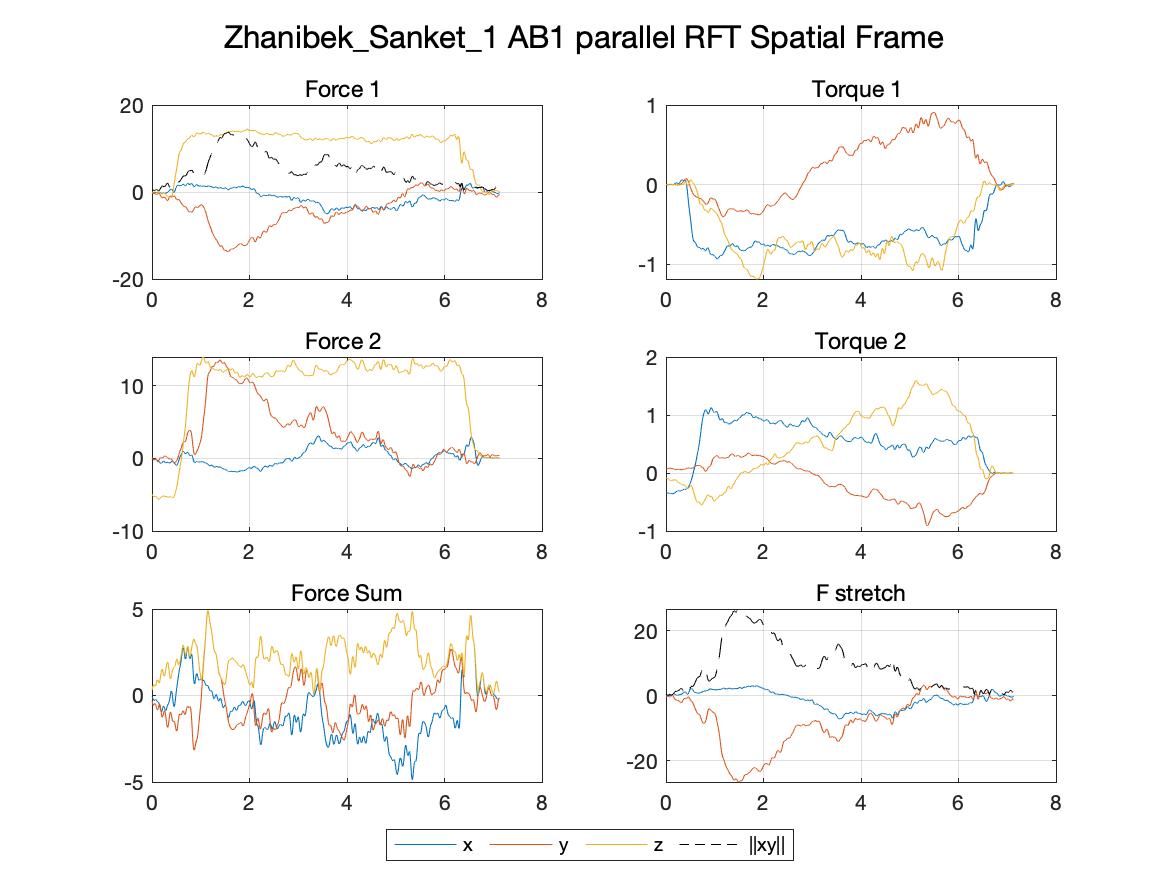 Zhanibek_Sanket_1 AB1 parallel RFT Spatial Frame
Force 1
20
0
-20
0 2 4 6 8
Torque 1
1
0
-1
0 2 4 6 8
Force 2
10
0
-10
0 2 4 6 8
Torque 2
2
1
0
-1
0 2 4 6 8
Force Sum
5
0
-5
0 2 4 6 8
F stretch
20
0
-20
0 2 4 6 8
x y z ||xy||